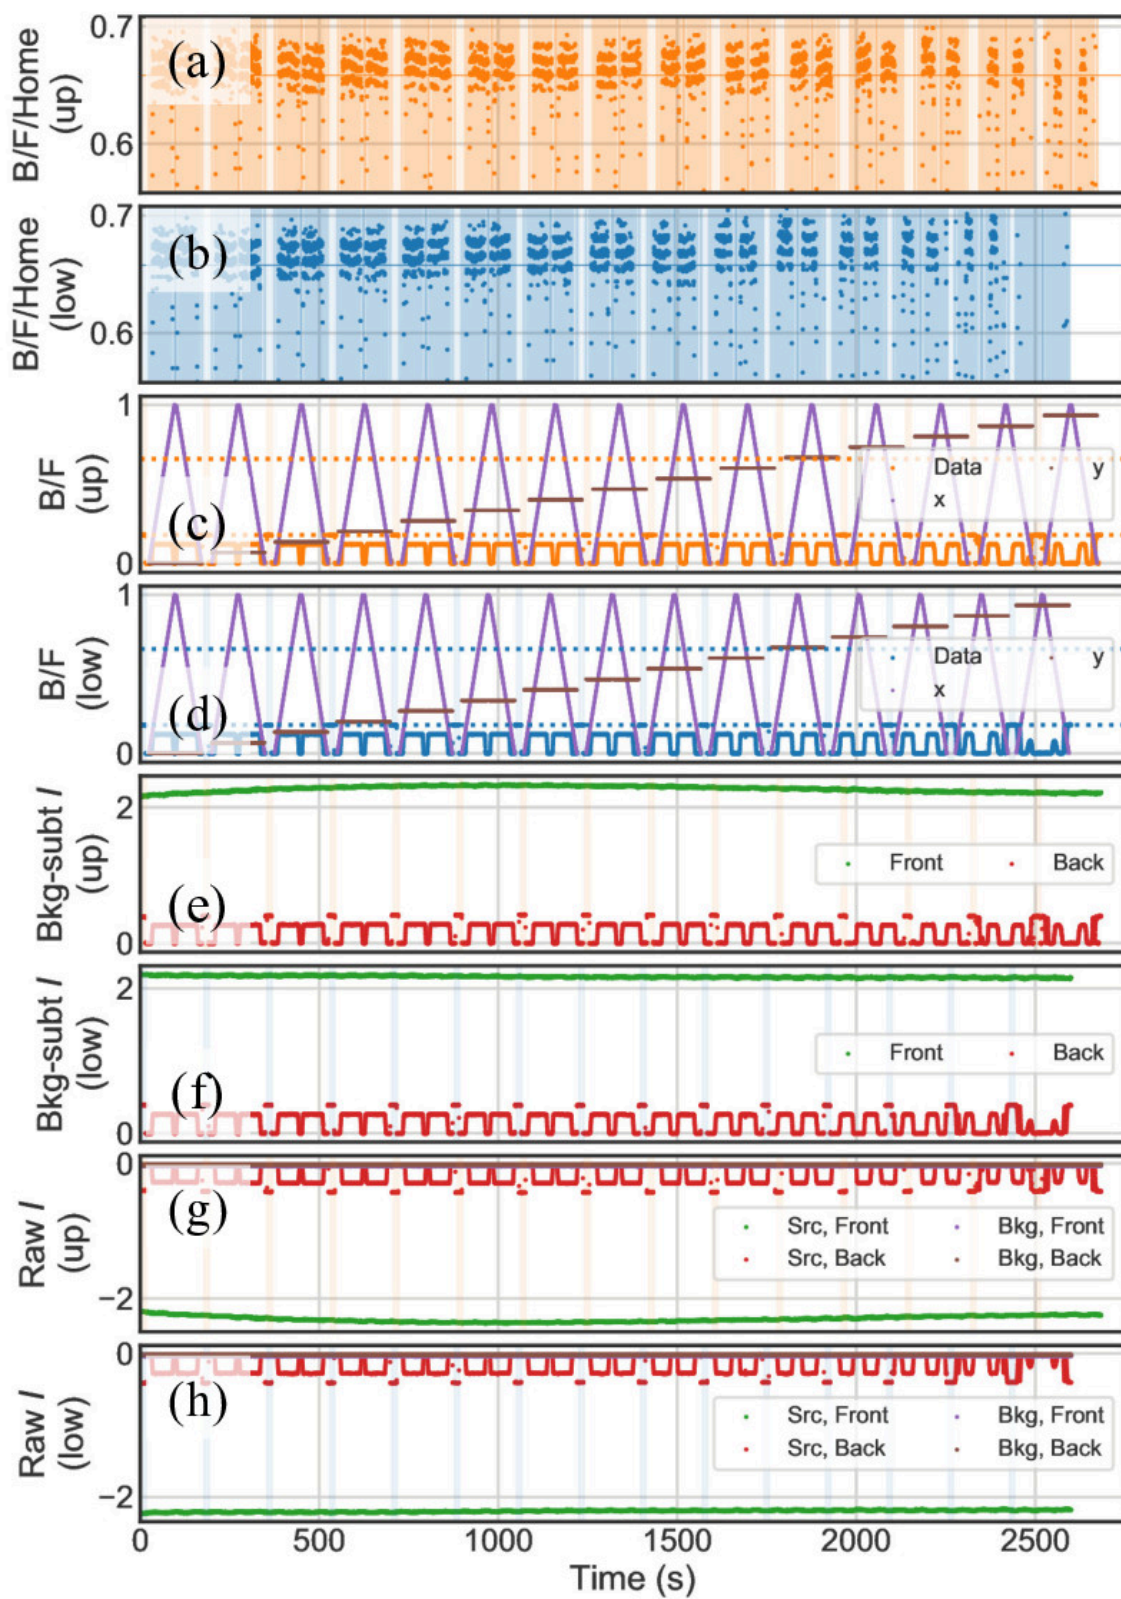 B/F/Home
(up)
0.7
0.6
(a)
B/F/Home
(low)
0.7
0.6
(b)
B/F
(up)
1
0
(c)
Data
y
x
B/F
(low)
1
0
(d)
Data
y
x
Bkg-subt I
(up)
2
0
(e)
Front
Back
Bkg-subt I
(low)
2
0
(f)
Front
Back
Raw I
(up)
0
−2
(g)
Src, Front
Bkg, Front
Src, Back
Bkg, Back
Raw I
(low)
0
−2
(h)
Src, Front
Bkg, Front
Src, Back
Bkg, Back
0
500
1000
1500
2000
2500
Time (s)